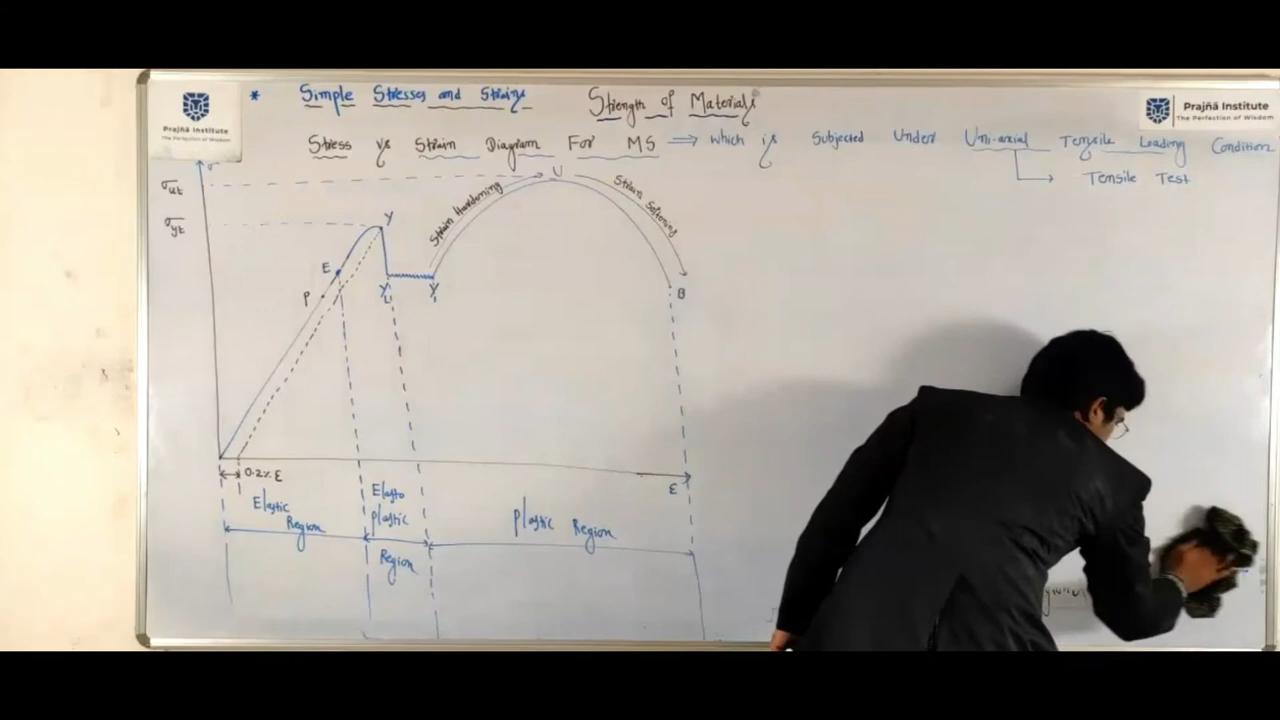 * Simple Stresses and Strains
Strength of Materials
Prajñā Institute
The Perfection of Wisdom
Prajñā Institute
The Perfection of Wisdom
Stress vs Strain Diagram For MS ⟹ Which is Subjected Under Uni-axial Tensile Loading Condition
Tensile Test
σ
σut
σyt
U
Strain Hardening
Strain Softening
Y
E
P
YL
Y'
B
0.2% ε
ε
Elastic
Region
Elasto
plastic
Region
Plastic Region